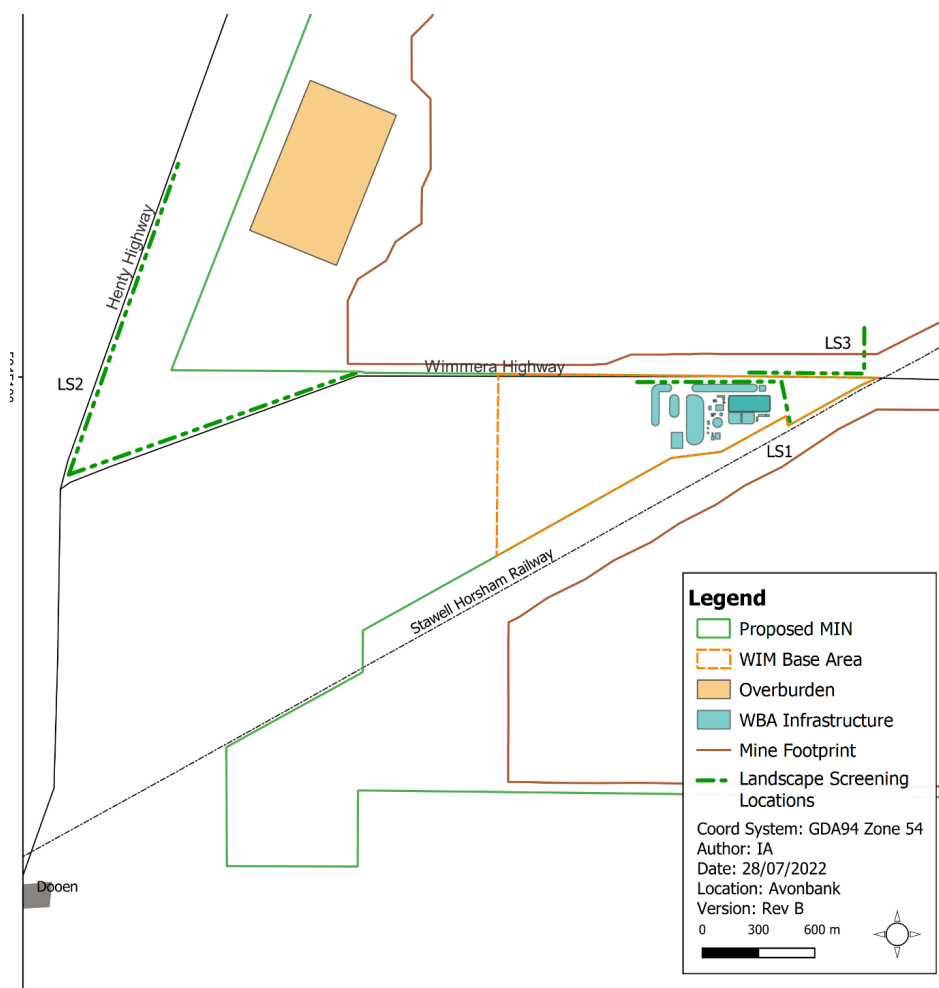 Henty Highway
LS2
Wimmera Highway
LS3
LS1
Stawell Horsham Railway
Dooen
Legend
Proposed MIN
WIM Base Area
Overburden
WBA Infrastructure
Mine Footprint
Landscape Screening
Locations
Coord System: GDA94 Zone 54
Author: IA
Date: 28/07/2022
Location: Avonbank
Version: Rev B
0 300 600 m